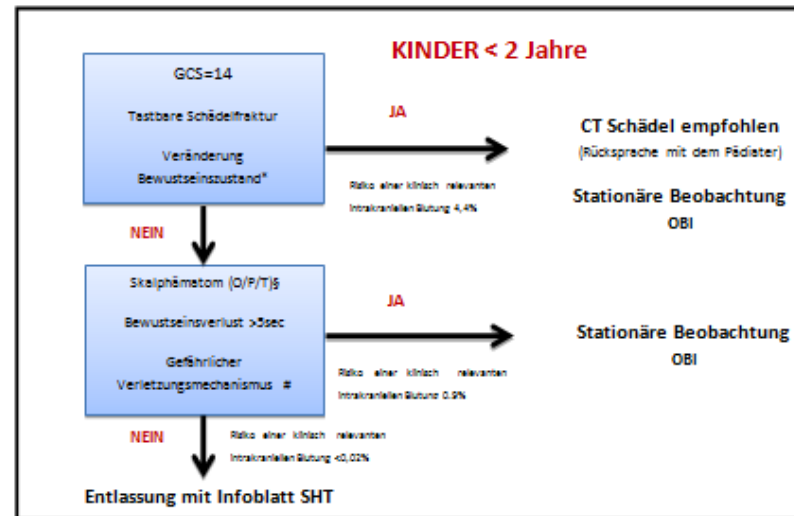 KINDER < 2 Jahre
GCS=14
Tastbare Schädelfraktur
Veränderung
Bewustseinszustand*
JA
Risiko einer klinisch relevanten
Intrakraniellen Blutung 4,4%
CT Schädel empfohlen
(Rücksprache mit dem Pädiater)
Stationäre Beobachtung
OBI
NEIN
Skalphämatom (O/P/T)§
Bewustseinsverlust >5sec
Gefährlicher
Verletzungsmechanismus #
JA
Risiko einer klinisch relevanten
Intrakraniellen Blutung 0.9%
Stationäre Beobachtung
OBI
NEIN
Risiko einer klinisch relevanten
Intrakraniellen Blutung <0,02%
Entlassung mit Infoblatt SHT